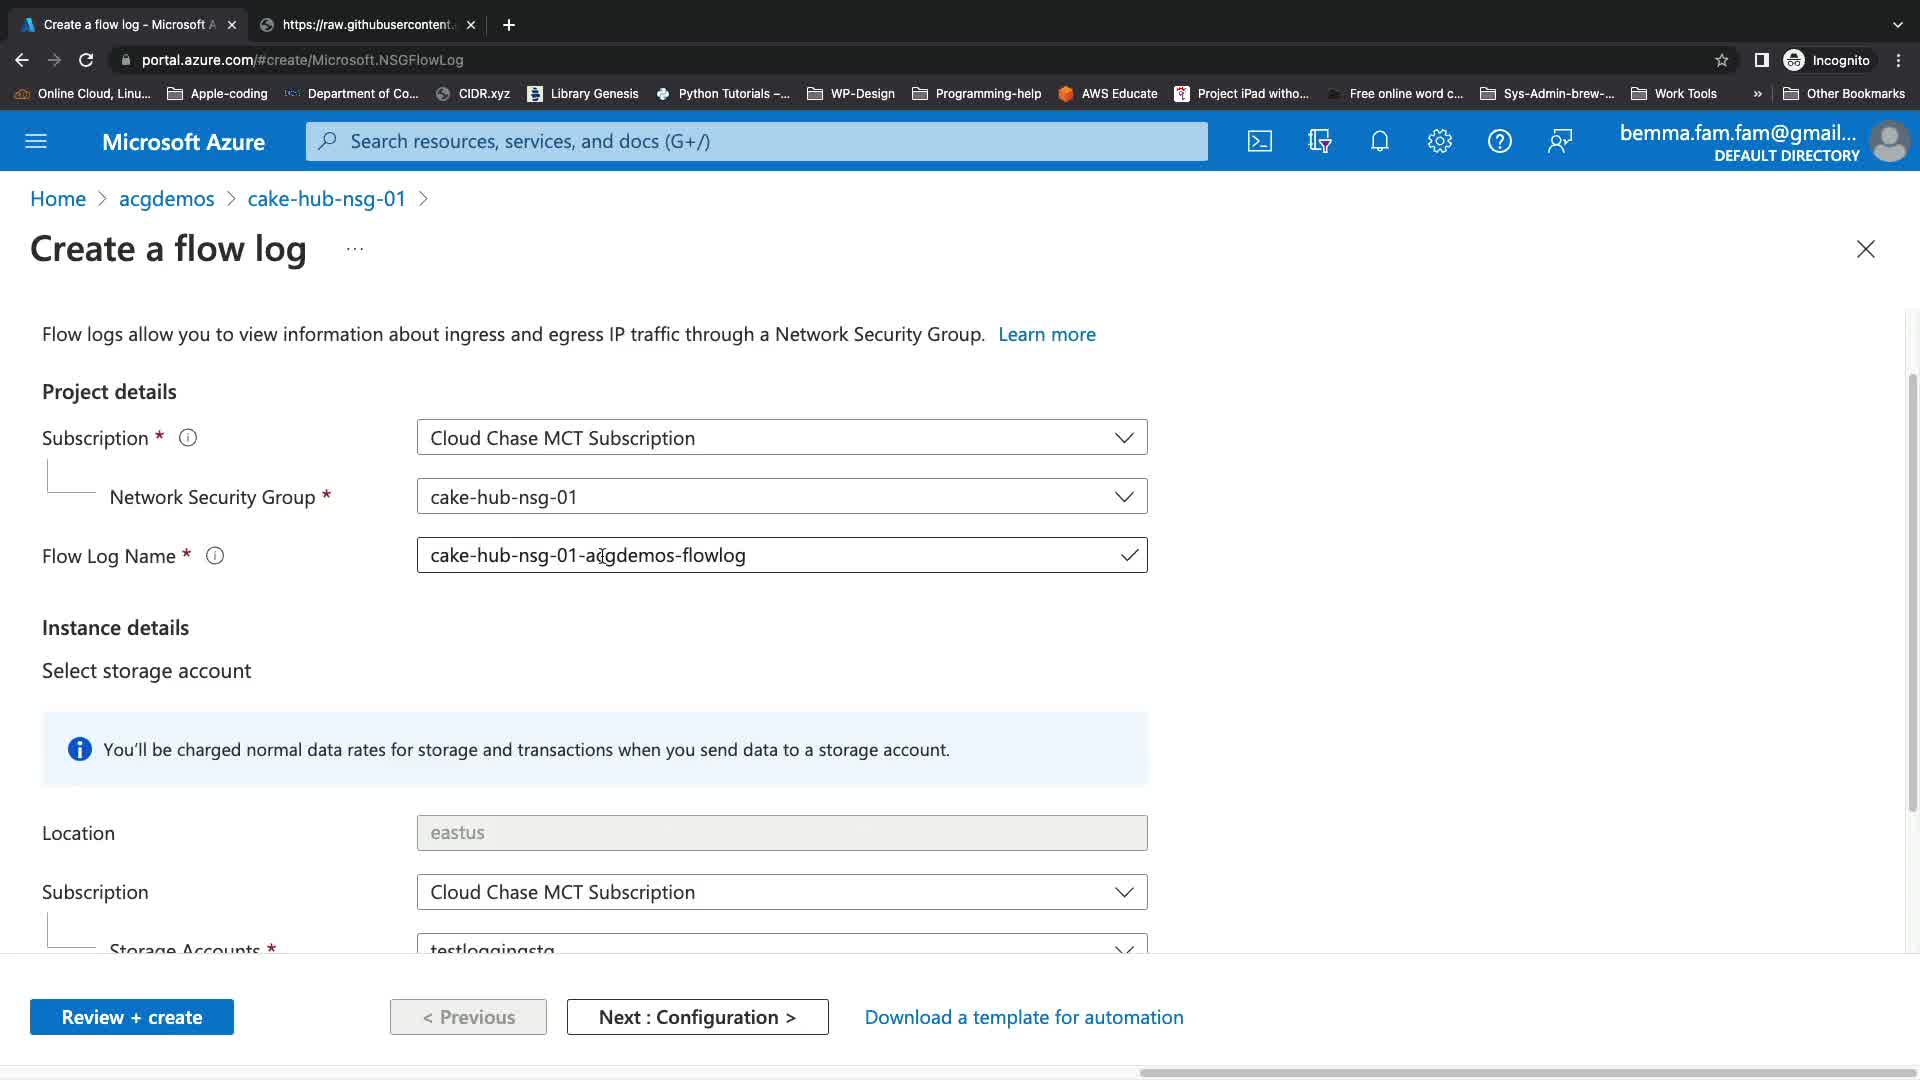 Create a flow log - Microsoft A
https://raw.githubusercontent.
portal.azure.com/#create/Microsoft.NSGFlowLog
Incognito
Online Cloud, Linu...
Apple-coding
Department of Co...
CIDR.xyz
Library Genesis
Python Tutorials –...
WP-Design
Programming-help
AWS Educate
Project iPad witho...
Free online word c...
Sys-Admin-brew-...
Work Tools
»
Other Bookmarks
Microsoft Azure
Search resources, services, and docs (G+/)
bemma.fam.fam@gmail...
DEFAULT DIRECTORY
Home > acgdemos > cake-hub-nsg-01 >
Create a flow log ...
Flow logs allow you to view information about ingress and egress IP traffic through a Network Security Group. Learn more
Project details
Subscription *
Cloud Chase MCT Subscription
Network Security Group *
cake-hub-nsg-01
Flow Log Name *
cake-hub-nsg-01-acgdemos-flowlog
Instance details
Select storage account
You'll be charged normal data rates for storage and transactions when you send data to a storage account.
Location
eastus
Subscription
Cloud Chase MCT Subscription
Storage Accounts *
testloggingstg
Review + create
< Previous
Next : Configuration >
Download a template for automation